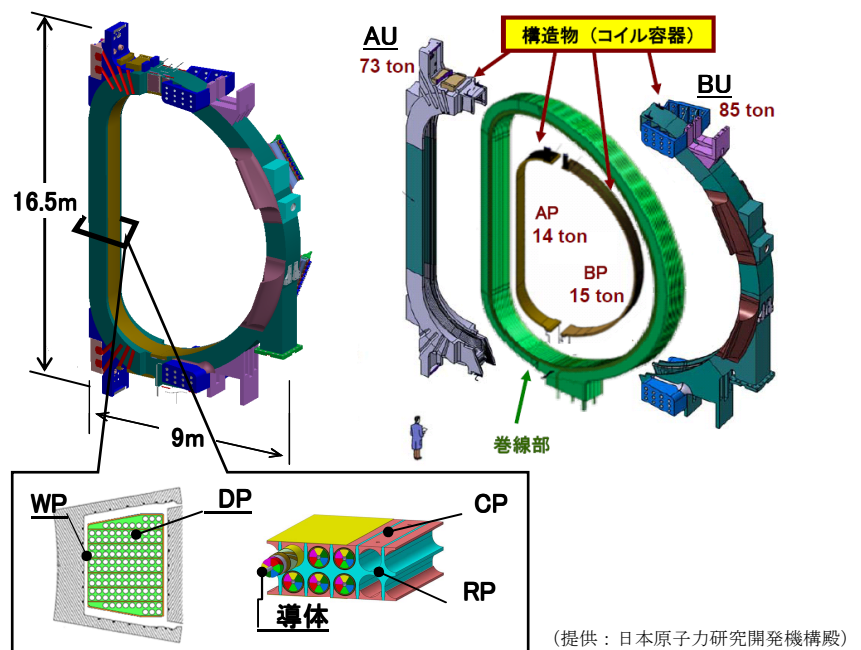 AU
73 ton
構造物（コイル容器）
BU
85 ton
16.5m
AP
14 ton
BP
15 ton
9m
巻線部
WP
DP
CP
RP
導体
（提供：日本原子力研究開発機構殿）